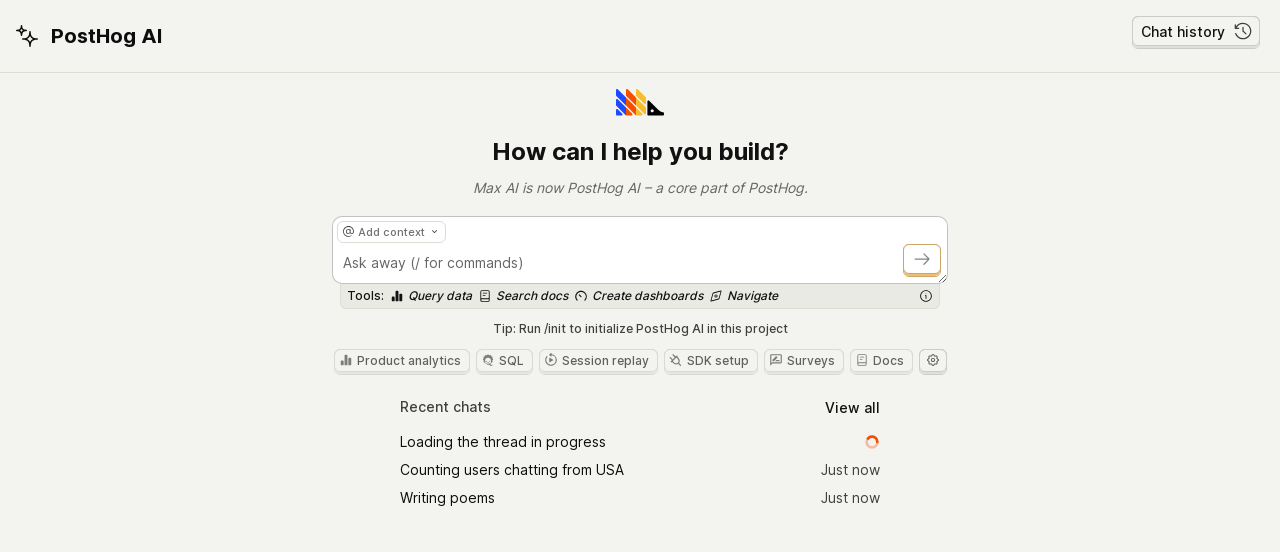 PostHog AI
Chat history
How can I help you build?
Max AI is now PostHog AI – a core part of PostHog.
Add context
Ask away (/ for commands)
Tools: Query data Search docs Create dashboards Navigate
Tip: Run /init to initialize PostHog AI in this project
Product analytics SQL Session replay SDK setup Surveys Docs
Recent chats View all
Loading the thread in progress
Counting users chatting from USA Just now
Writing poems Just now